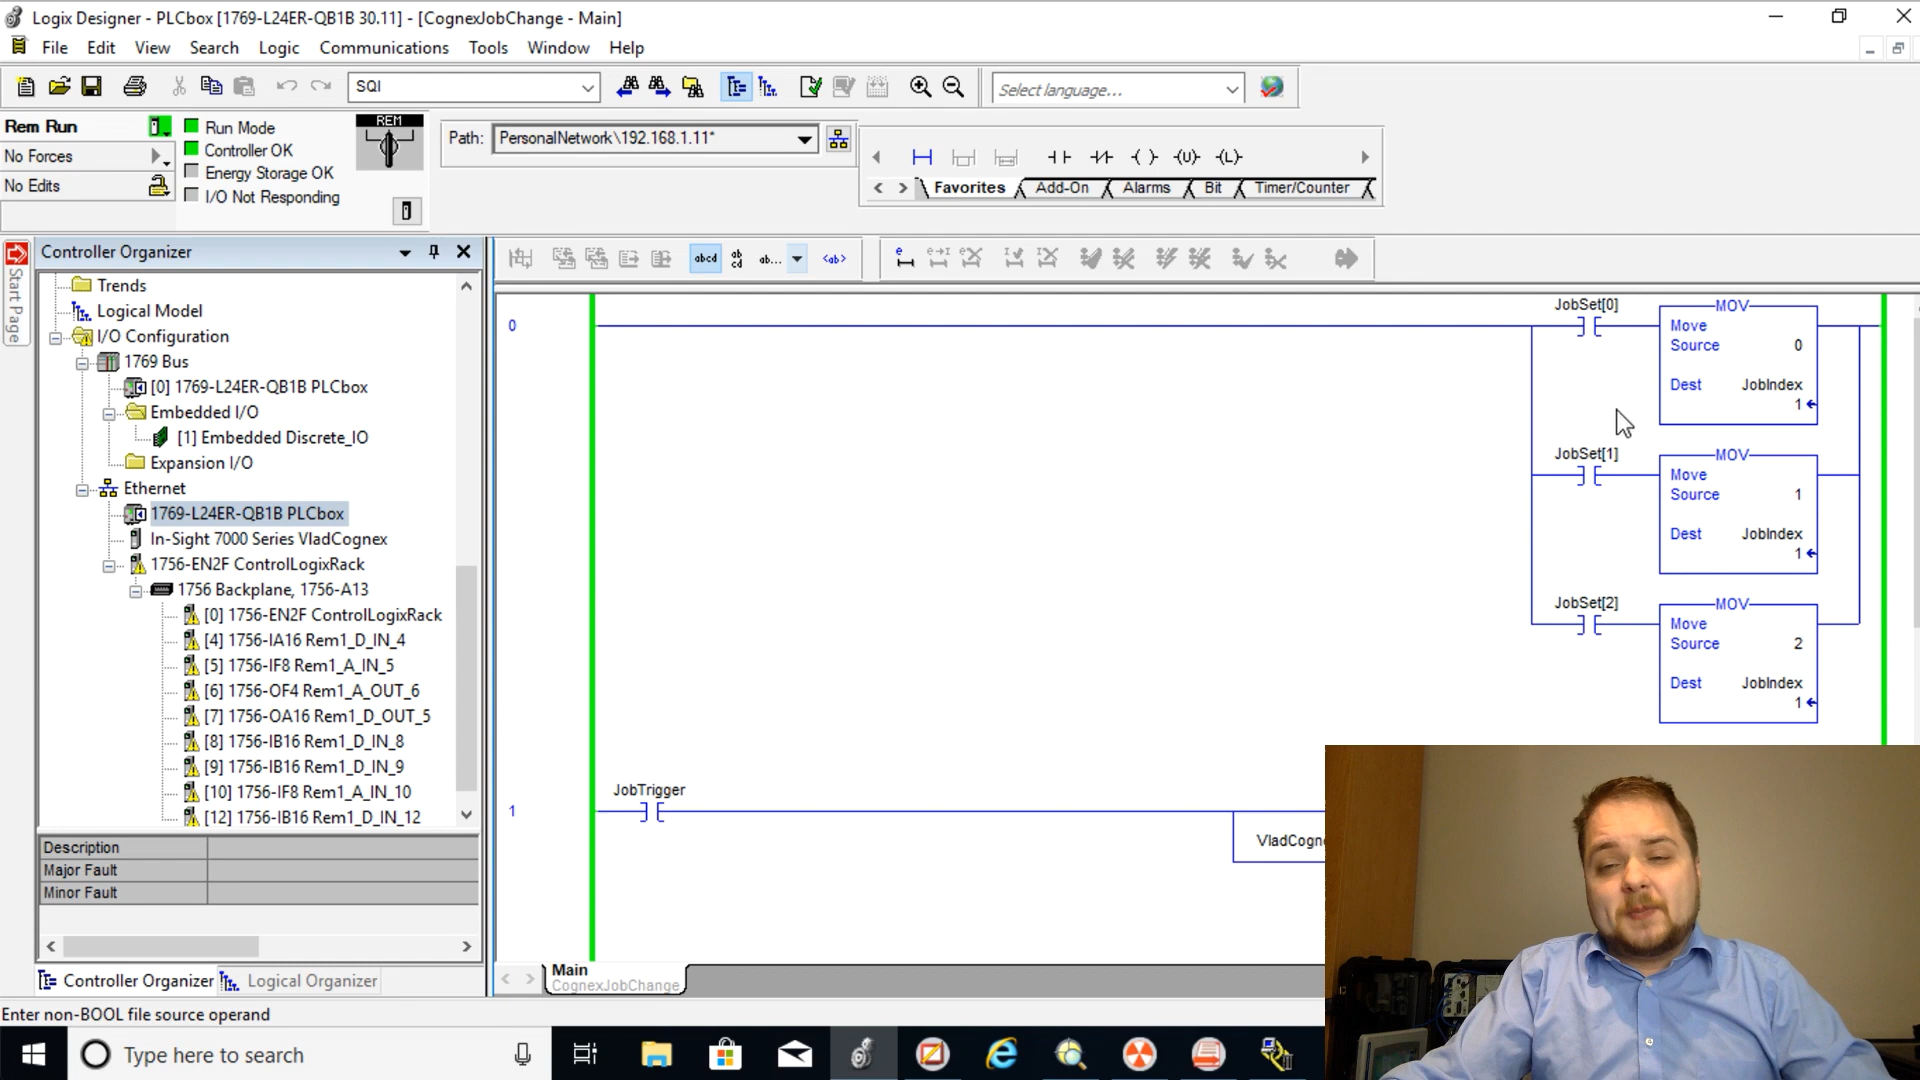 Logix Designer - PLCbox [1769-L24ER-QB1B 30.11] - [CognexJobChange - Main]
File Edit View Search Logic Communications Tools Window Help
SQI
Select language...
Rem Run
No Forces
No Edits
Run Mode
Controller OK
Energy Storage OK
I/O Not Responding
REM
Path: PersonalNetwork\192.168.1.11*
(U) (L)
Favorites Add-On Alarms Bit Timer/Counter
Start Page
Controller Organizer
abcd
ab
cd
ab...
<ab>
Trends
Logical Model
I/O Configuration
1769 Bus
[0] 1769-L24ER-QB1B PLCbox
Embedded I/O
[1] Embedded Discrete_IO
Expansion I/O
Ethernet
1769-L24ER-QB1B PLCbox
In-Sight 7000 Series VladCognex
1756-EN2F ControlLogixRack
1756 Backplane, 1756-A13
[0] 1756-EN2F ControlLogixRack
[4] 1756-IA16 Rem1_D_IN_4
[5] 1756-IF8 Rem1_A_IN_5
[6] 1756-OF4 Rem1_A_OUT_6
[7] 1756-OA16 Rem1_D_OUT_5
[8] 1756-IB16 Rem1_D_IN_8
[9] 1756-IB16 Rem1_D_IN_9
[10] 1756-IF8 Rem1_A_IN_10
[12] 1756-IB16 Rem1_D_IN_12
Description
Major Fault
Minor Fault
Controller Organizer Logical Organizer
0
JobSet[0]
MOV
Move
Source 0
Dest JobIndex
1
JobSet[1]
MOV
Move
Source 1
Dest JobIndex
1
JobSet[2]
MOV
Move
Source 2
Dest JobIndex
1
1
JobTrigger
VladCogn
Main
CognexJobChange
Enter non-BOOL file source operand
Type here to search